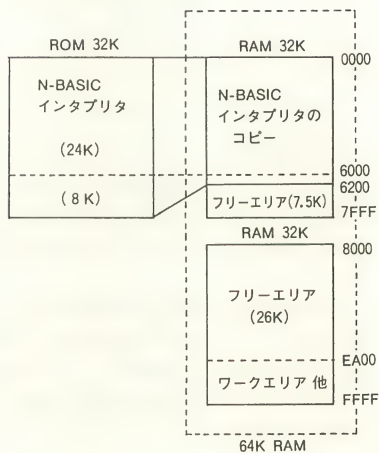 ROM 32K
N-BASIC
インタプリタ
(24K)
(8K)
RAM 32K
N-BASIC
インタプリタの
コピー
フリーエリア(7.5K)
RAM 32K
フリーエリア
(26K)
ワークエリア 他
0000
6000
6200
7FFF
8000
EA00
FFFF
64K RAM